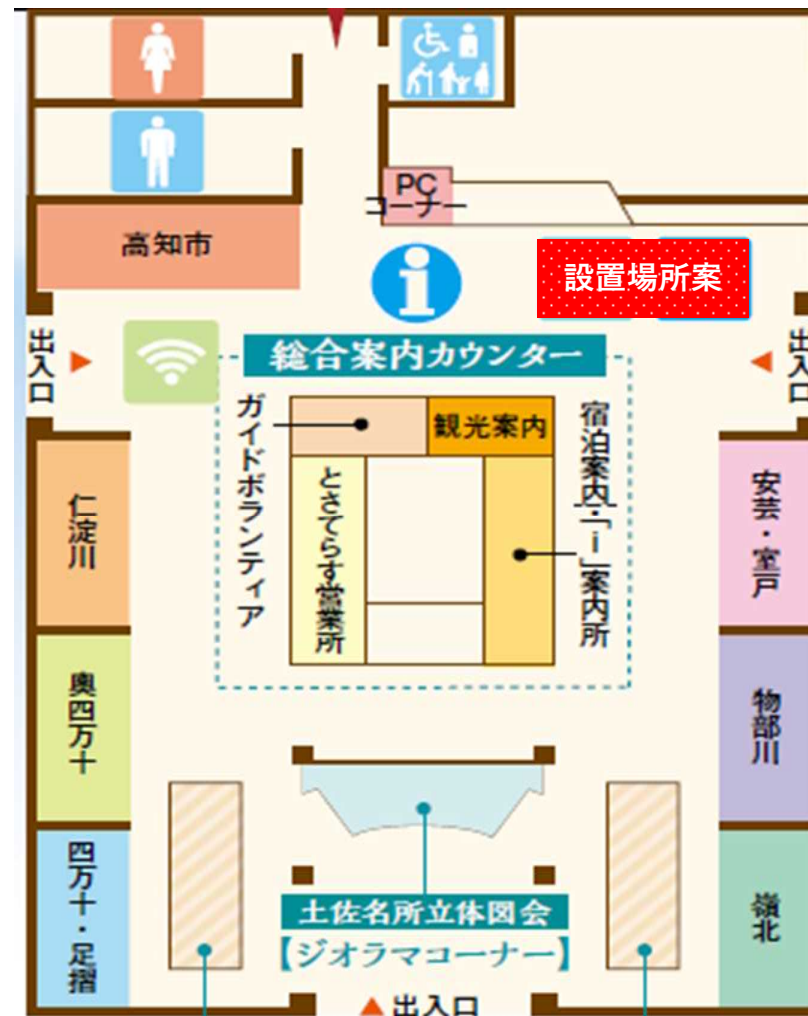 PC
コーナー
高知市
設置場所案
出入口
出入口
総合案内カウンター
ガイドボランティア
観光案内
宿泊案内・「i」案内所
とさてらす営業所
仁淀川
安芸・室戸
奥四万十
物部川
四万十・足摺
嶺北
土佐名所立体図会
【ジオラマコーナー】
出入口